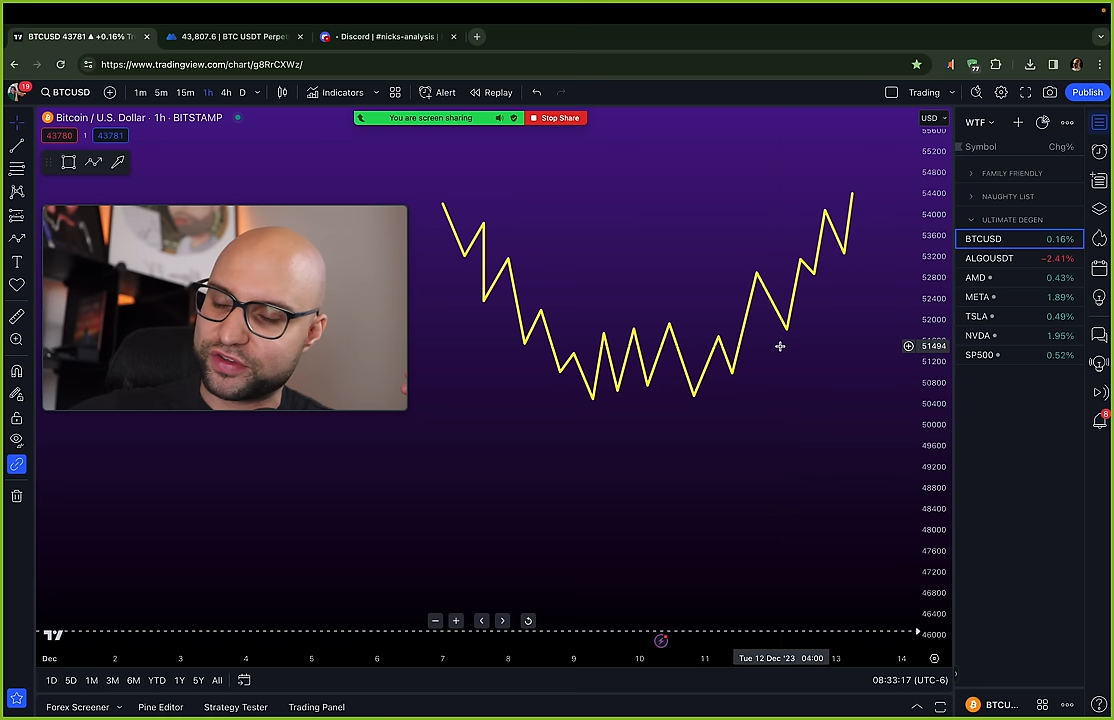 BTCUSD 43781 ▲ +0.16%
43,807.6 | BTC USDT Perpet
• Discord | #nicks-analysis |
https://www.tradingview.com/chart/g8RrCXWz/
77
19
BTCUSD
1m 5m 15m 1h 4h D
Indicators
Alert
Replay
Trading
Publish
Bitcoin / U.S. Dollar · 1h · BITSTAMP
You are screen sharing
Stop Share
USD
WTF
43780 1 43781
Symbol Chg%
FAMILY FRIENDLY
NAUGHTY LIST
ULTIMATE DEGEN
BTCUSD 0.16%
ALGOUSDT −2.41%
AMD 0.43%
META 1.89%
TSLA 0.49%
NVDA 1.95%
SP500 0.52%
8
55600
55200
54800
54400
54000
53600
53200
52800
52400
52000
51494
51200
50800
50400
50000
49600
49200
48800
48400
48000
47600
47200
46800
46400
46000
Dec 2 3 4 5 6 7 8 9 10 11 Tue 12 Dec '23 04:00 13 14
1D 5D 1M 3M 6M YTD 1Y 5Y All
08:33:17 (UTC-6)
Forex Screener Pine Editor Strategy Tester Trading Panel
BTCU...